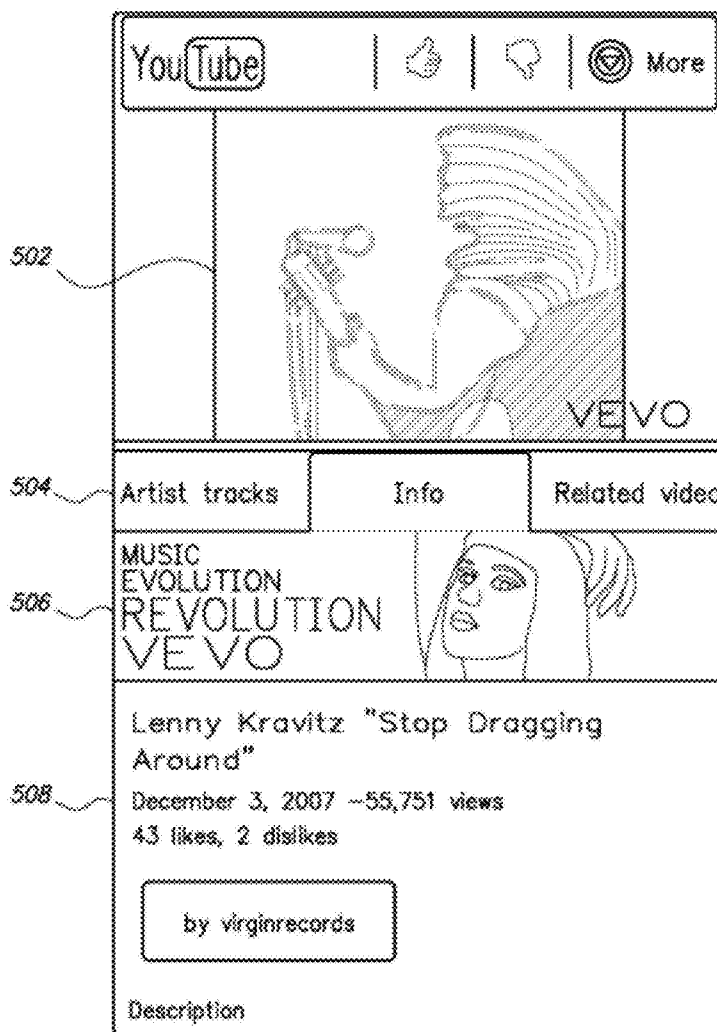 YouTube More
502
VEVO
504 Artist tracks Info Related video
MUSIC
EVOLUTION
506 REVOLUTION
VEVO
Lenny Kravitz "Stop Dragging
Around"
508 December 3, 2007 -55,751 views
43 likes, 2 dislikes
by virginrecords
Description